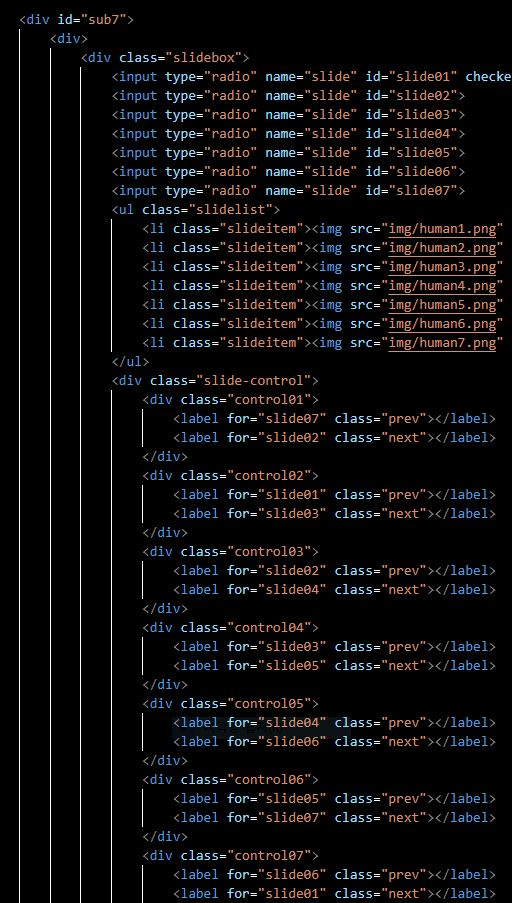 <div id="sub7">
<div>
<div class="slidebox">
<input type="radio" name="slide" id="slide01" checke
<input type="radio" name="slide" id="slide02">
<input type="radio" name="slide" id="slide03">
<input type="radio" name="slide" id="slide04">
<input type="radio" name="slide" id="slide05">
<input type="radio" name="slide" id="slide06">
<input type="radio" name="slide" id="slide07">
<ul class="slidelist">
<li class="slideitem"><img src="img/human1.png"
<li class="slideitem"><img src="img/human2.png"
<li class="slideitem"><img src="img/human3.png"
<li class="slideitem"><img src="img/human4.png"
<li class="slideitem"><img src="img/human5.png"
<li class="slideitem"><img src="img/human6.png"
<li class="slideitem"><img src="img/human7.png"
</ul>
<div class="slide-control">
<div class="control01">
<label for="slide07" class="prev"></label>
<label for="slide02" class="next"></label>
</div>
<div class="control02">
<label for="slide01" class="prev"></label>
<label for="slide03" class="next"></label>
</div>
<div class="control03">
<label for="slide02" class="prev"></label>
<label for="slide04" class="next"></label>
</div>
<div class="control04">
<label for="slide03" class="prev"></label>
<label for="slide05" class="next"></label>
</div>
<div class="control05">
<label for="slide04" class="prev"></label>
<label for="slide06" class="next"></label>
</div>
<div class="control06">
<label for="slide05" class="prev"></label>
<label for="slide07" class="next"></label>
</div>
<div class="control07">
<label for="slide06" class="prev"></label>
<label for="slide01" class="next"></label>